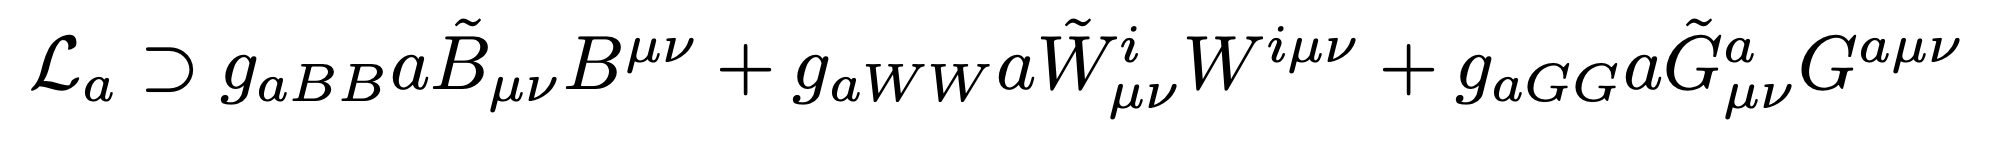 $\mathcal{L}_a \supset g_{aBB} a \tilde{B}_{\mu\nu} B^{\mu\nu} + g_{aWW} a \tilde{W}^i_{\mu\nu} W^{i\mu\nu} + g_{aGG} a \tilde{G}^a_{\mu\nu} G^{a\mu\nu}$